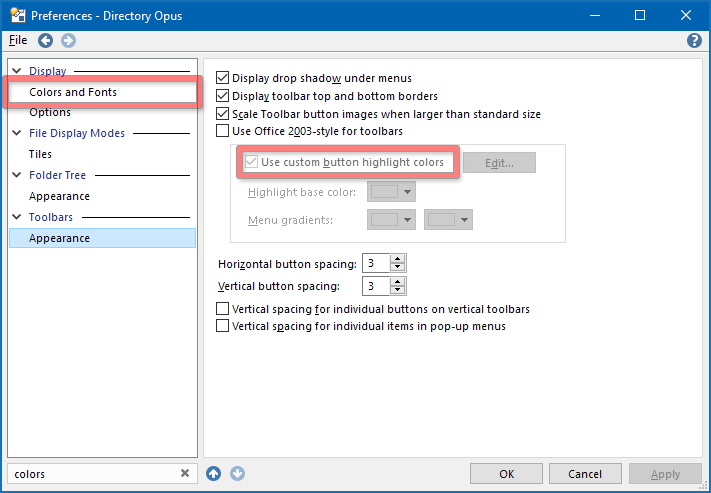 Preferences - Directory Opus
File
Display
Colors and Fonts
Options
File Display Modes
Tiles
Folder Tree
Appearance
Toolbars
Appearance
Display drop shadow under menus
Display toolbar top and bottom borders
Scale Toolbar button images when larger than standard size
Use Office 2003-style for toolbars
Use custom button highlight colors
Edit...
Highlight base color:
Menu gradients:
Horizontal button spacing: 3
Vertical button spacing: 3
Vertical spacing for individual buttons on vertical toolbars
Vertical spacing for individual items in pop-up menus
colors
OK
Cancel
Apply